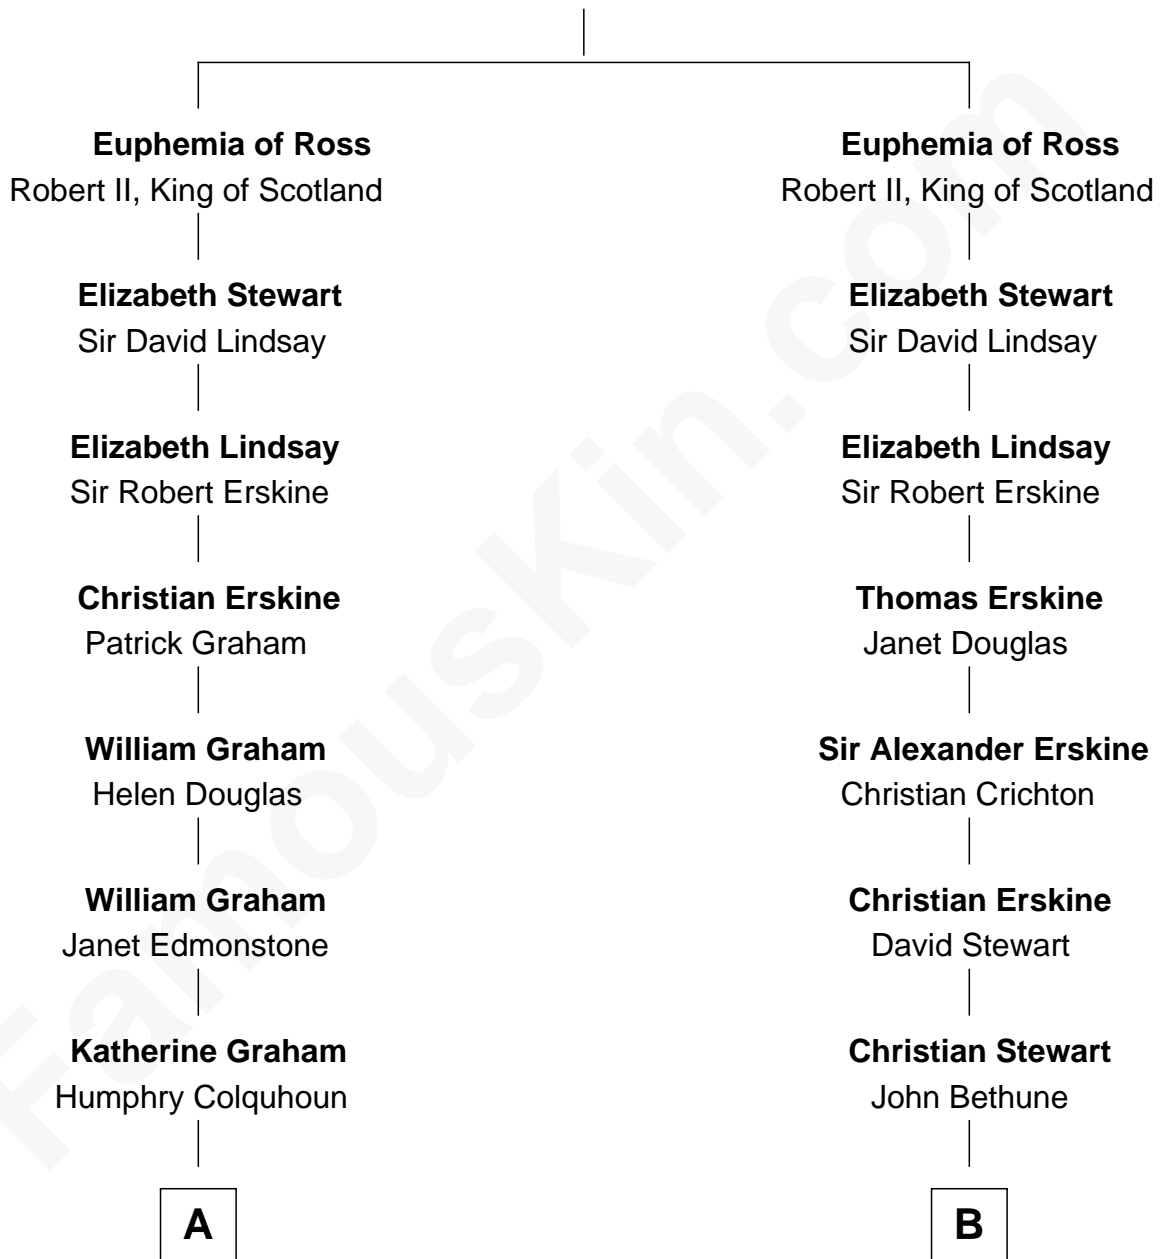 Euphemia of Ross
Robert II, King of Scotland
Elizabeth Stewart
Sir David Lindsay
Elizabeth Lindsay
Sir Robert Erskine
Christian Erskine
Patrick Graham
William Graham
Helen Douglas
William Graham
Janet Edmonstone
Katherine Graham
Humphry Colquhoun
A
Euphemia of Ross
Robert II, King of Scotland
Elizabeth Stewart
Sir David Lindsay
Elizabeth Lindsay
Sir Robert Erskine
Thomas Erskine
Janet Douglas
Sir Alexander Erskine
Christian Crichton
Christian Erskine
David Stewart
Christian Stewart
John Bethune
B
FamousKin.com